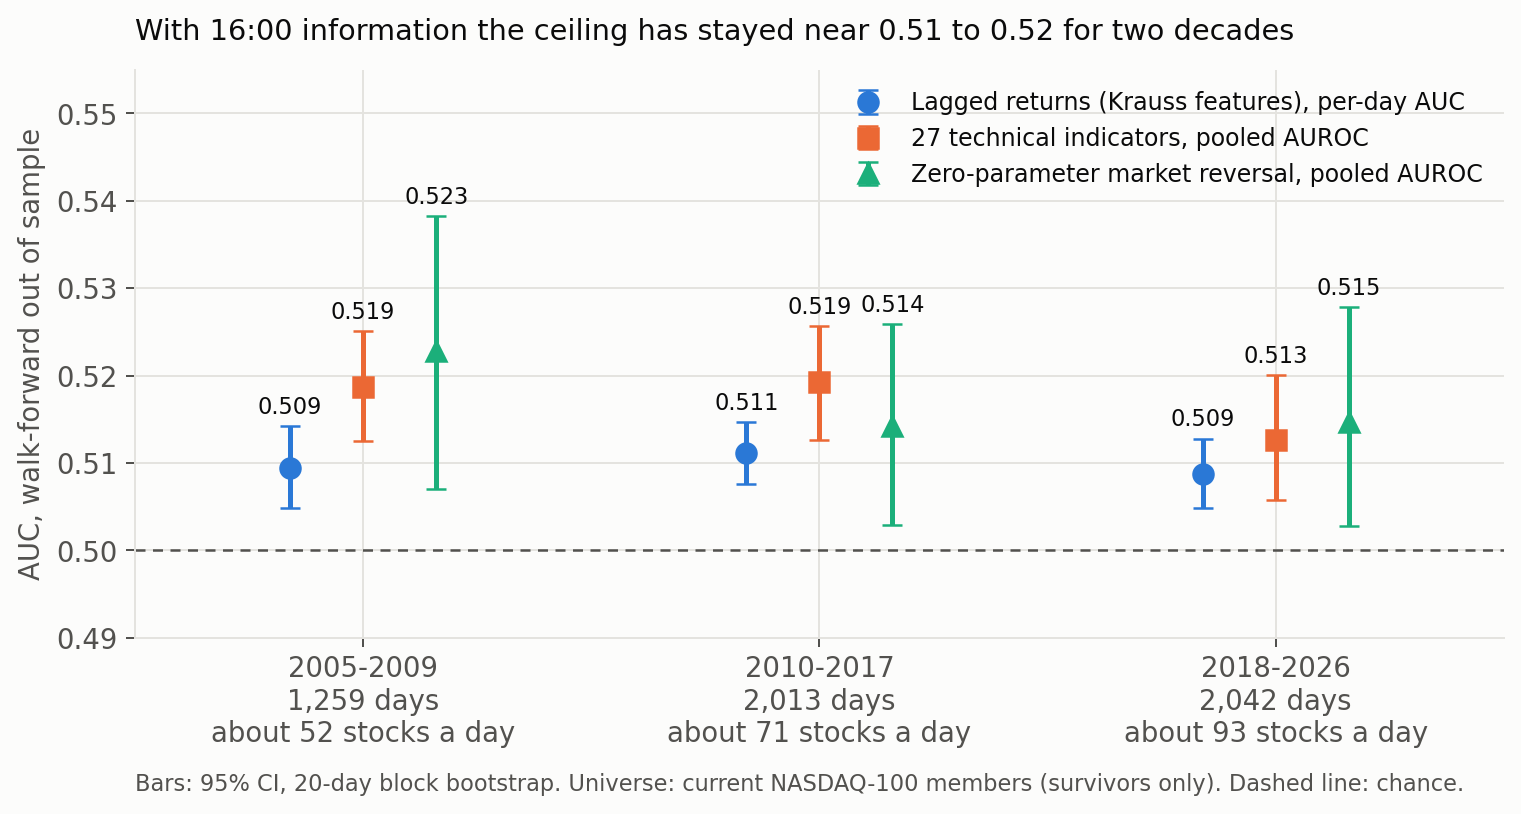 With 16:00 information the ceiling has stayed near 0.51 to 0.52 for two decades
Lagged returns (Krauss features), per-day AUC
27 technical indicators, pooled AUROC
Zero-parameter market reversal, pooled AUROC
AUC, walk-forward out of sample
0.55
0.54
0.53
0.52
0.51
0.50
0.49
0.509
0.519
0.523
0.511
0.519
0.514
0.509
0.513
0.515
2005-2009
1,259 days
about 52 stocks a day
2010-2017
2,013 days
about 71 stocks a day
2018-2026
2,042 days
about 93 stocks a day
Bars: 95% CI, 20-day block bootstrap. Universe: current NASDAQ-100 members (survivors only). Dashed line: chance.